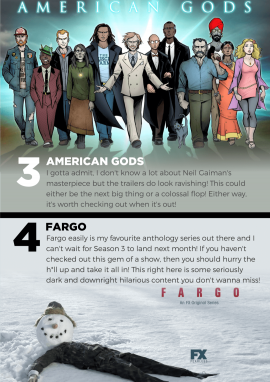 AMERICAN GODS
3 AMERICAN GODS
I gotta admit, I don't know a lot about Neil Gaiman's
masterpiece but the trailers do look ravishing! This could
either be the next big thing or a colossal flop! Either way,
it's worth checking out when it's out!
4 FARGO
Fargo easily is my favourite anthology series out there and I
can't wait for Season 3 to land next month! If you haven't
checked out this gem of a show, then you should hurry the
h*ll up and take it all in! This right here is some seriously
dark and downright hilarious content you don't wanna miss!
FARGO
An FX Original Series
FX